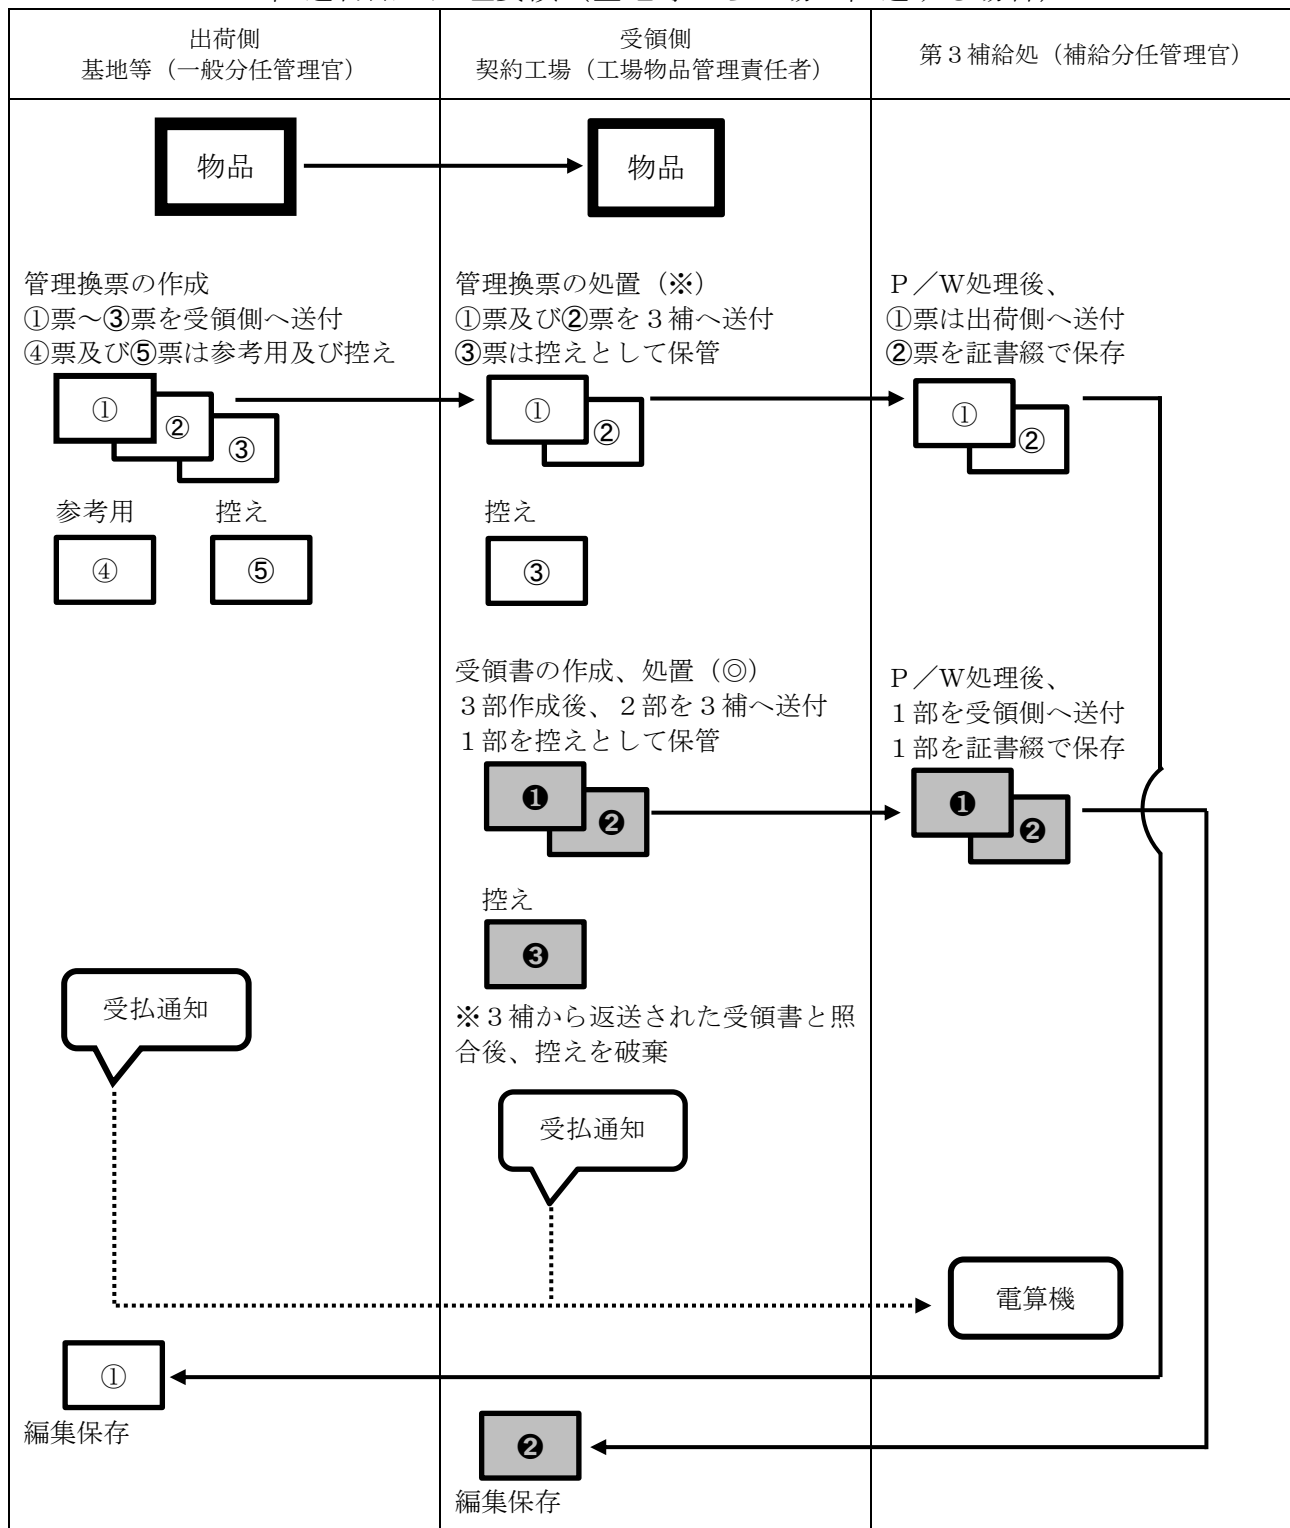 出荷側
基地等（一般分任管理官）
受領側
契約工場（工場物品管理責任者）
第３補給処（補給分任管理官）
物品
物品
管理換票の作成
①票～③票を受領側へ送付
④票及び⑤票は参考用及び控え
管理換票の処置（※）
①票及び②票を３補へ送付
③票は控えとして保管
Ｐ／Ｗ処理後、
①票は出荷側へ送付
②票を証書綴で保存
①
②
③
①
②
①
②
参考用
控え
④
⑤
控え
③
受領書の作成、処置（◎）
３部作成後、２部を３補へ送付
１部を控えとして保管
Ｐ／Ｗ処理後、
１部を受領側へ送付
１部を証書綴で保存
❶
❷
❶
❷
控え
❸
※３補から返送された受領書と照
合後、控えを破棄
受払通知
受払通知
電算機
①
編集保存
❷
編集保存